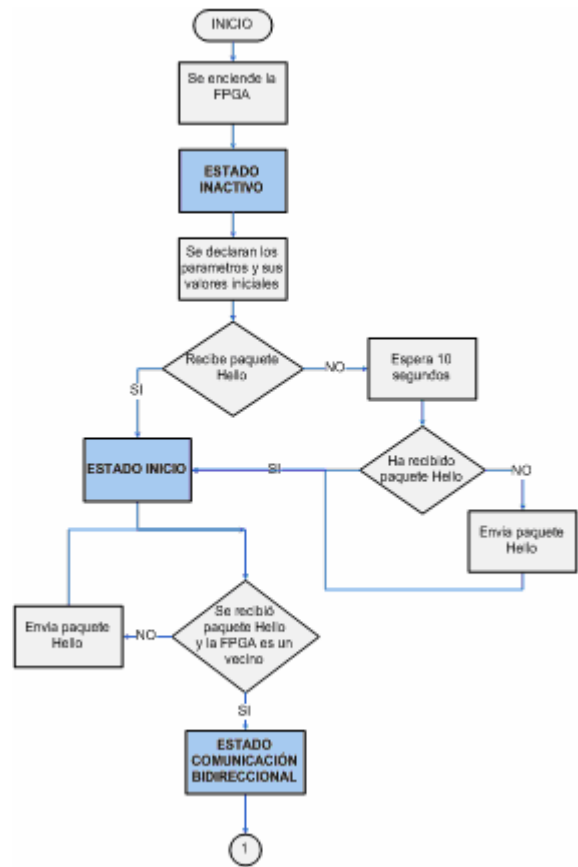 INICIO
Se enciende la
FPGA
ESTADO
INACTIVO
Se declaran los
parametros y sus
valores iniciales
Recibe paquete
Hello
NO
Espera 10
segundos
SI
ESTADO INICIO
SI
Ha recibido
paquete Hello
NO
Envia paquete
Hello
Envia paquete
Hello
NO
Se recibió
paquete Hello
y la FPGA es un
vecino
SI
ESTADO
COMUNICACIÓN
BIDIRECCIONAL
1